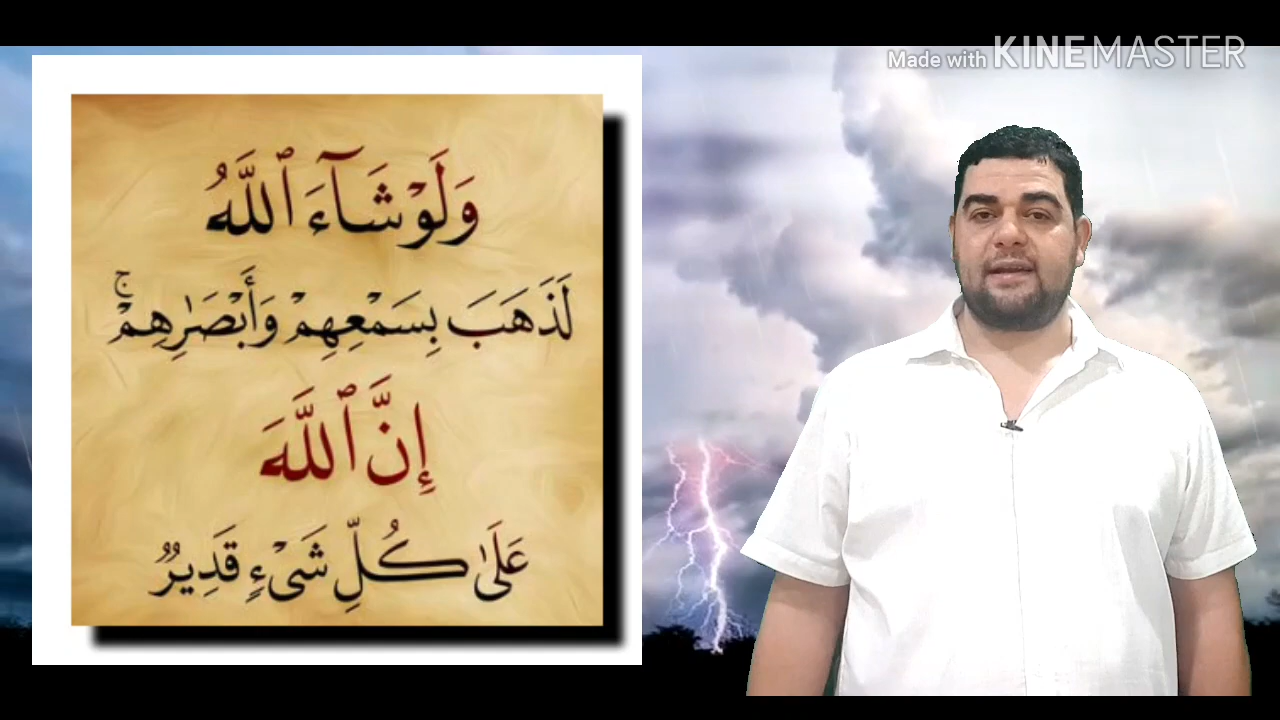 Made with KINEMASTER
وَلَوْ شَآءَ ٱللَّهُ
لَذَهَبَ بِسَمْعِهِمْ وَأَبْصَٰرِهِمْ ۚ
إِنَّ ٱللَّهَ
عَلَىٰ كُلِّ شَىْءٍ قَدِيرٌ